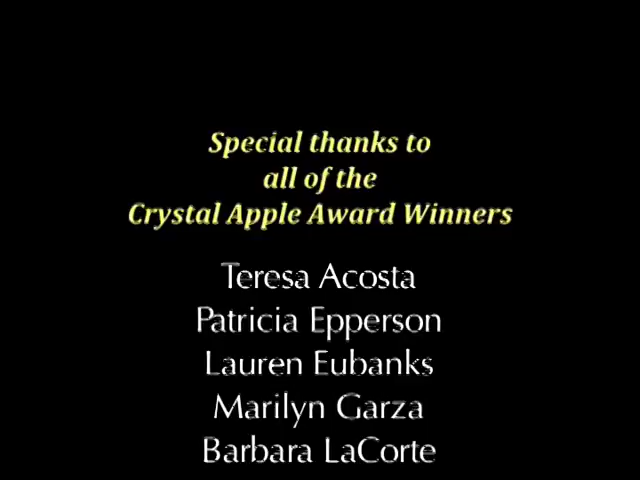 Special thanks to
all of the
Crystal Apple Award Winners
Teresa Acosta
Patricia Epperson
Lauren Eubanks
Marilyn Garza
Barbara LaCorte